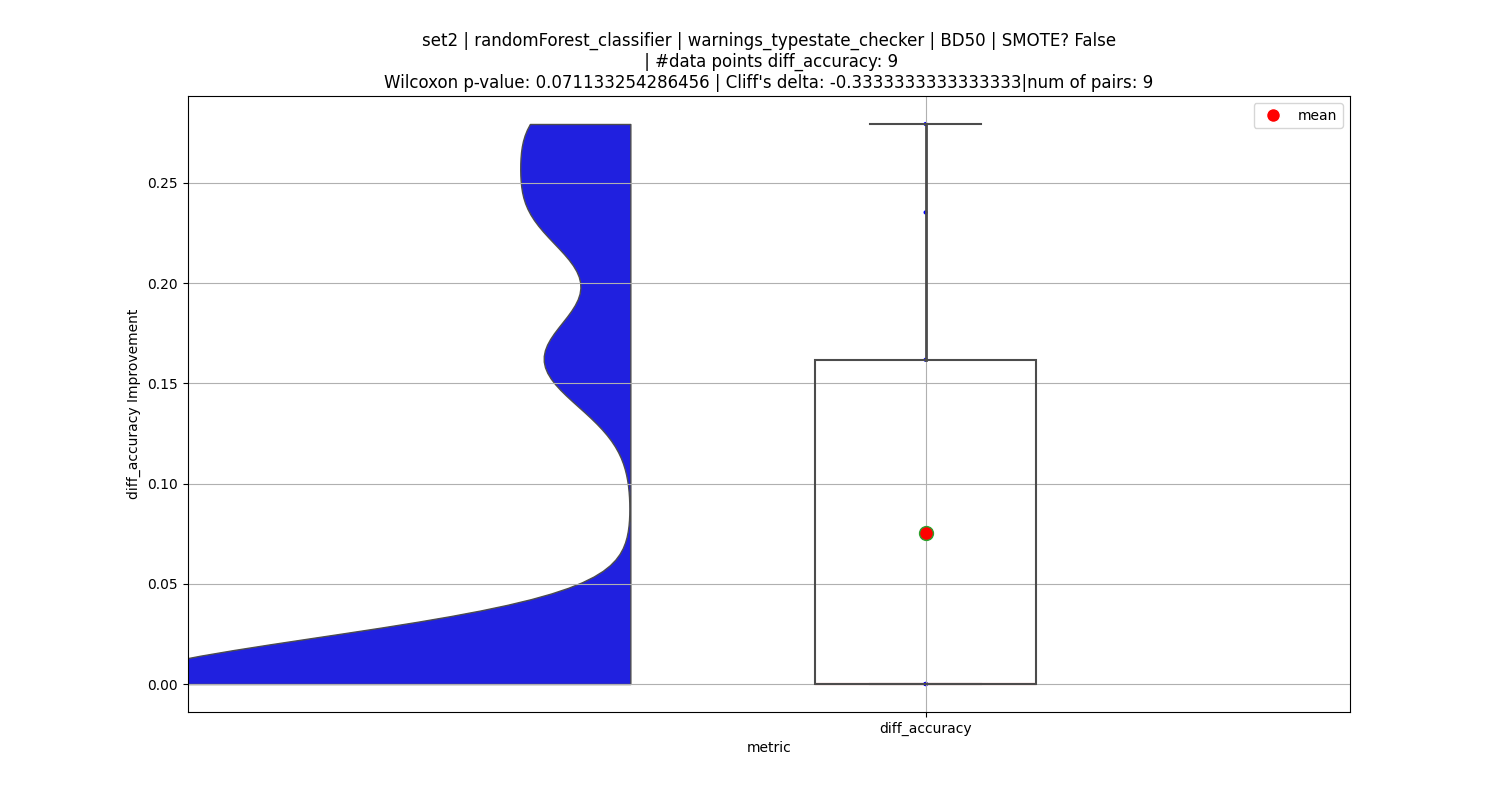 set2 | randomForest_classifier | warnings_typestate_checker | BD50 | SMOTE? False
| #data points diff_accuracy: 9
Wilcoxon p-value: 0.071133254286456 | Cliff's delta: -0.3333333333333333|num of pairs: 9
mean
0.25
0.20
0.15
0.10
0.05
0.00
diff_accuracy Improvement
diff_accuracy
metric